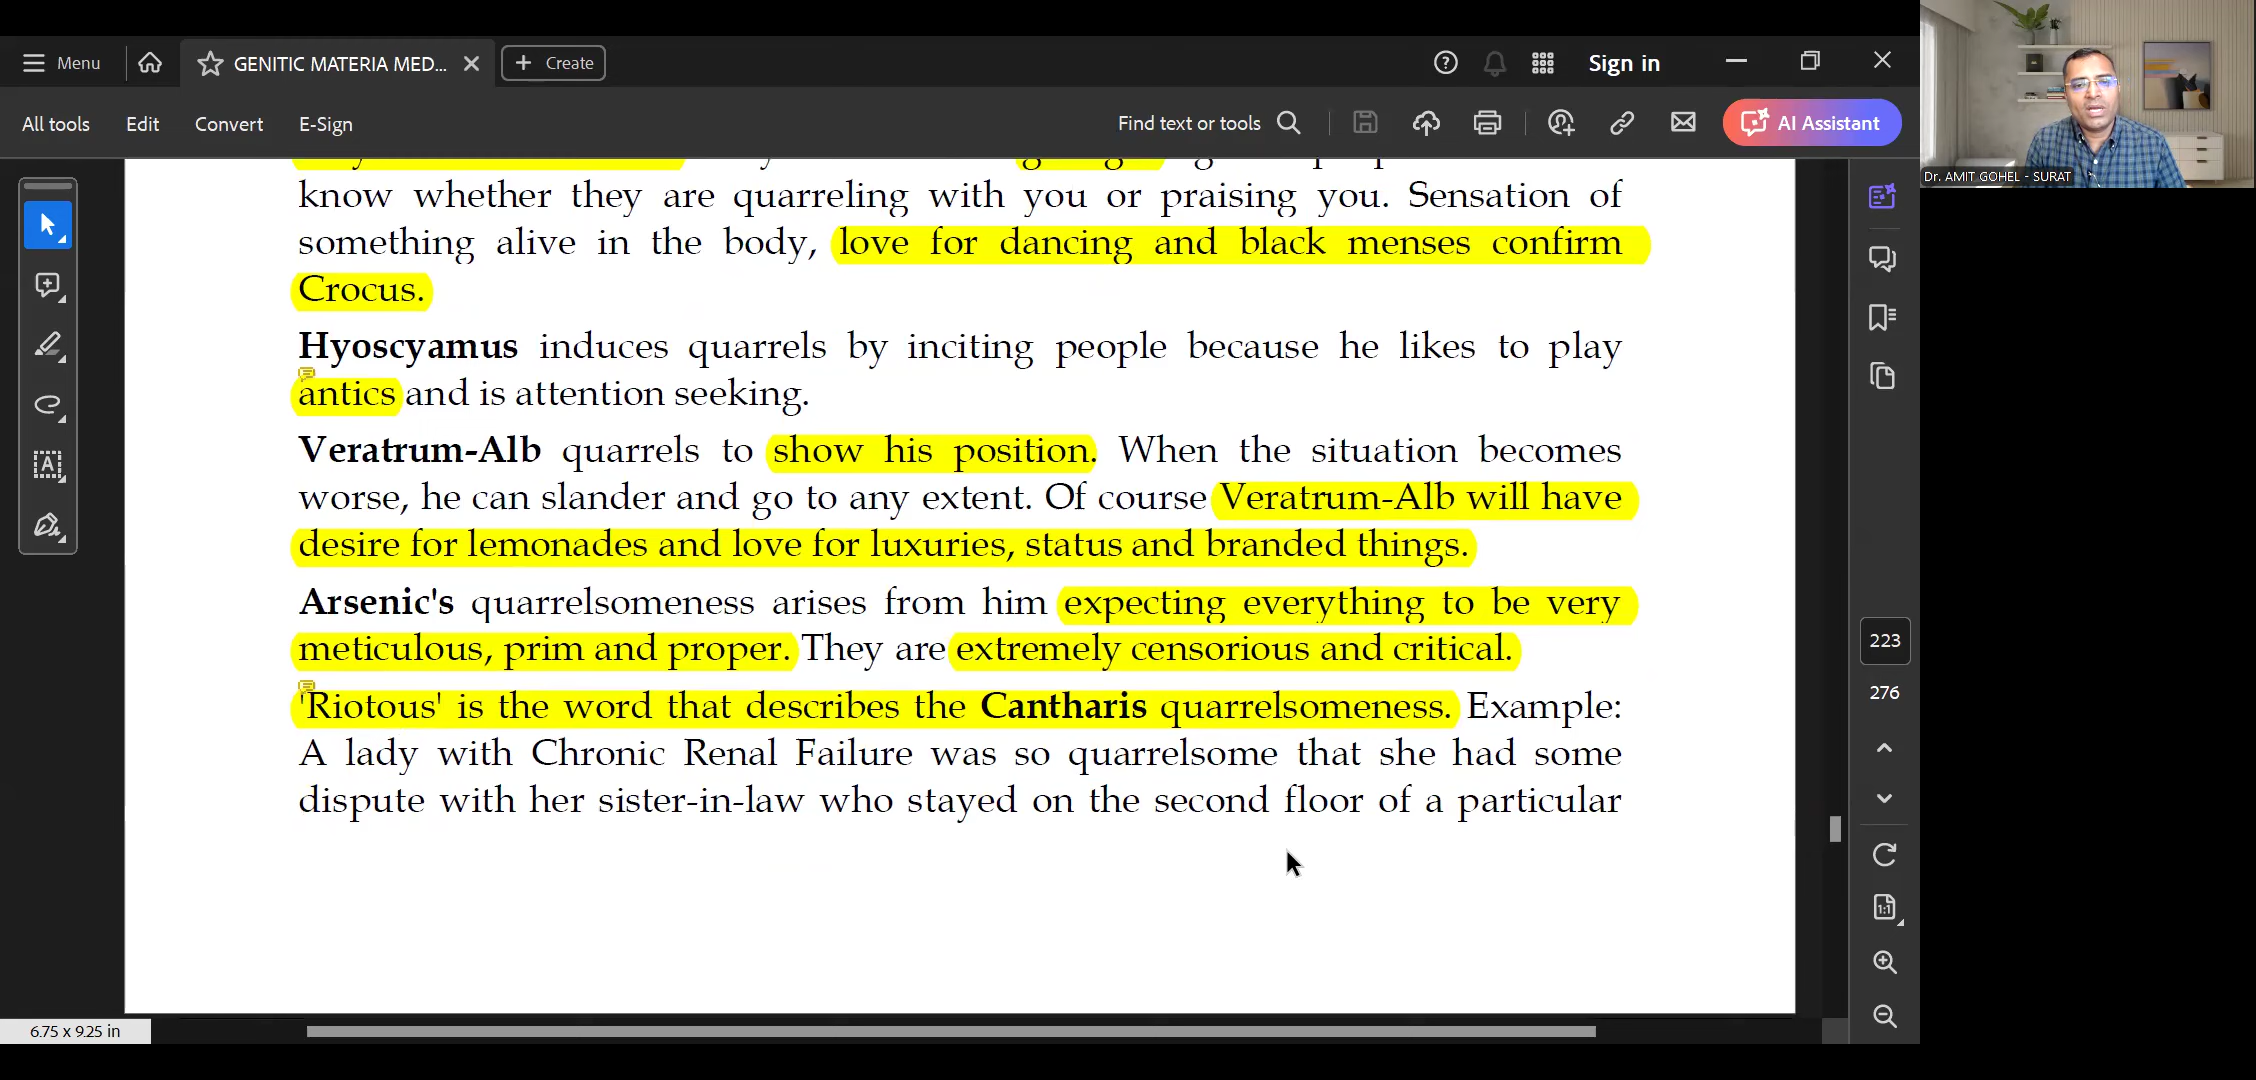 Menu
GENITIC MATERIA MED...
Create
Sign in
All tools
Edit
Convert
E-Sign
Find text or tools
AI Assistant
Dr. AMIT GOHEL - SURAT
know whether they are quarreling with you or praising you. Sensation of
something alive in the body, love for dancing and black menses confirm
Crocus.
Hyoscyamus induces quarrels by inciting people because he likes to play
antics and is attention seeking.
Veratrum-Alb quarrels to show his position. When the situation becomes
worse, he can slander and go to any extent. Of course Veratrum-Alb will have
desire for lemonades and love for luxuries, status and branded things.
Arsenic's quarrelsomeness arises from him expecting everything to be very
meticulous, prim and proper. They are extremely censorious and critical.
'Riotous' is the word that describes the Cantharis quarrelsomeness. Example:
A lady with Chronic Renal Failure was so quarrelsome that she had some
dispute with her sister-in-law who stayed on the second floor of a particular
223
276
1:1
6.75 x 9.25 in